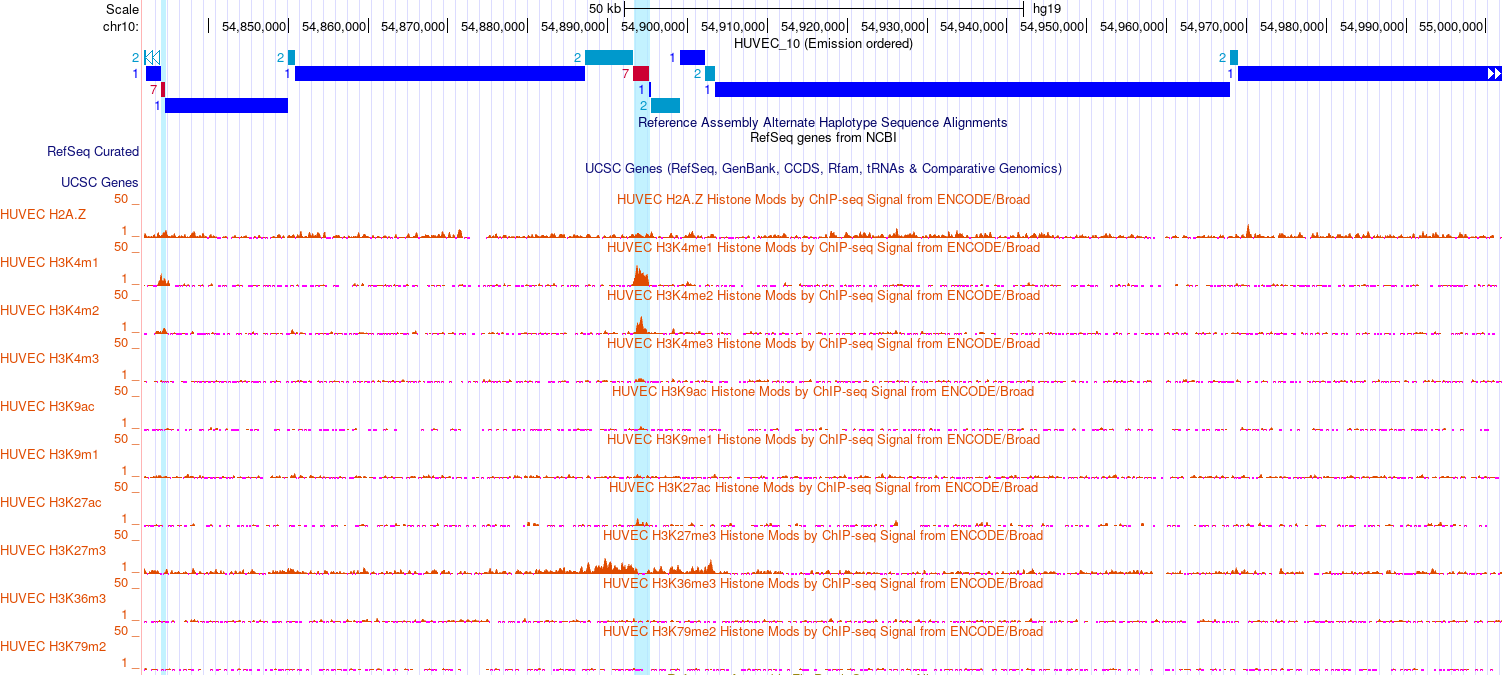 Scale 50 kb hg19
chr10: 54,850,000 54,860,000 54,870,000 54,880,000 54,890,000 54,900,000 54,910,000 54,920,000 54,930,000 54,940,000 54,950,000 54,960,000 54,970,000 54,980,000 54,990,000 55,000,000
HUVEC_10 (Emission ordered)
2 2 2 1 2
1 1 7 2 1
7 1 1
1 2
Reference Assembly Alternate Haplotype Sequence Alignments
RefSeq genes from NCBI
RefSeq Curated
UCSC Genes (RefSeq, GenBank, CCDS, Rfam, tRNAs & Comparative Genomics)
UCSC Genes
50 _ HUVEC H2A.Z Histone Mods by ChIP-seq Signal from ENCODE/Broad
HUVEC H2A.Z
1 _
50 _ HUVEC H3K4me1 Histone Mods by ChIP-seq Signal from ENCODE/Broad
HUVEC H3K4m1
1 _
50 _ HUVEC H3K4me2 Histone Mods by ChIP-seq Signal from ENCODE/Broad
HUVEC H3K4m2
1 _
50 _ HUVEC H3K4me3 Histone Mods by ChIP-seq Signal from ENCODE/Broad
HUVEC H3K4m3
1 _
50 _ HUVEC H3K9ac Histone Mods by ChIP-seq Signal from ENCODE/Broad
HUVEC H3K9ac
1 _
50 _ HUVEC H3K9me1 Histone Mods by ChIP-seq Signal from ENCODE/Broad
HUVEC H3K9m1
1 _
50 _ HUVEC H3K27ac Histone Mods by ChIP-seq Signal from ENCODE/Broad
HUVEC H3K27ac
1 _
50 _ HUVEC H3K27me3 Histone Mods by ChIP-seq Signal from ENCODE/Broad
HUVEC H3K27m3
1 _
50 _ HUVEC H3K36me3 Histone Mods by ChIP-seq Signal from ENCODE/Broad
HUVEC H3K36m3
1 _
50 _ HUVEC H3K79me2 Histone Mods by ChIP-seq Signal from ENCODE/Broad
HUVEC H3K79m2
1 _